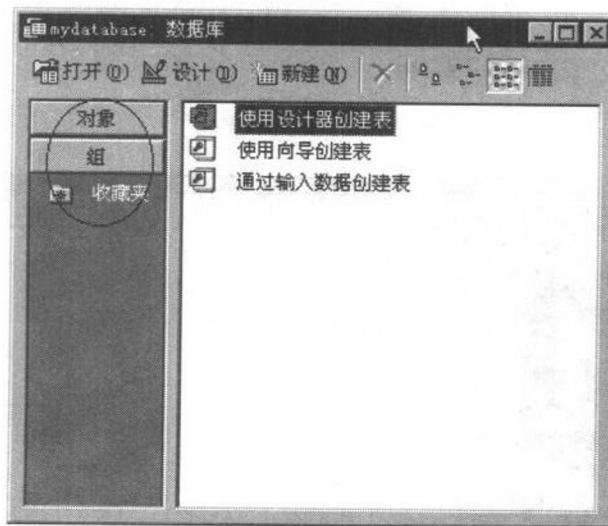 mydatabase: 数据库
打开(O) 设计(D) 新建(N)
对象
组
收藏夹
使用设计器创建表
使用向导创建表
通过输入数据创建表